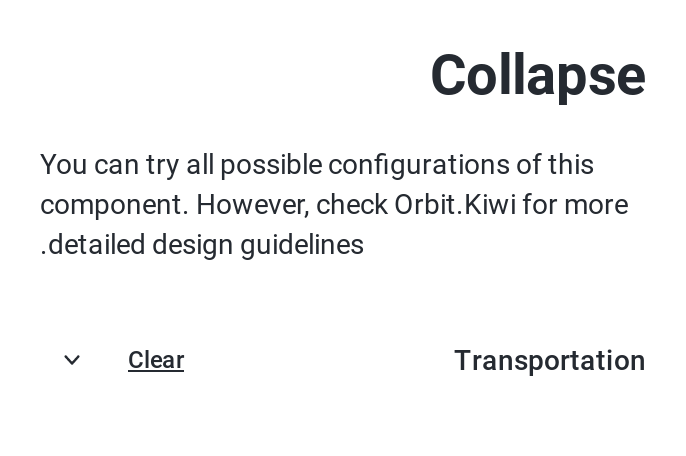 Collapse
You can try all possible configurations of this
component. However, check Orbit.Kiwi for more
.detailed design guidelines
Transportation
Clear